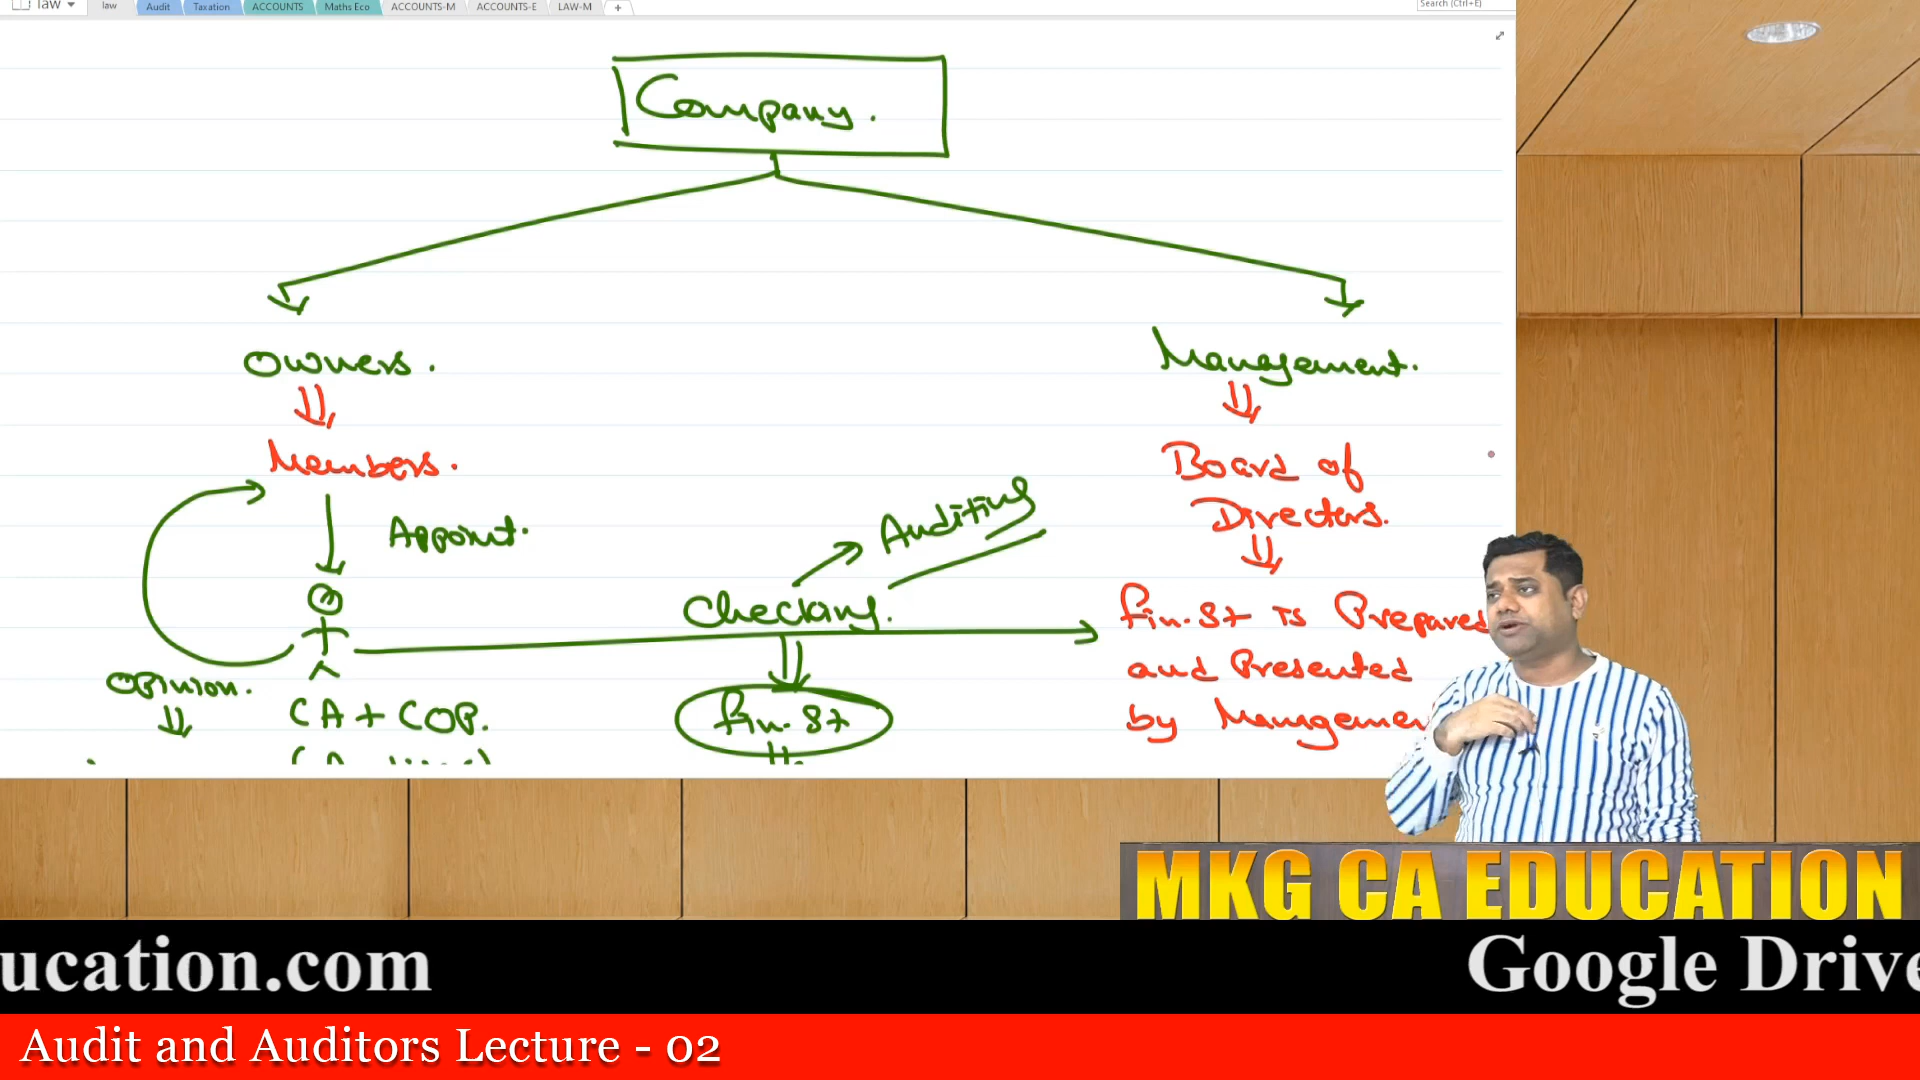 law
law
Audit
Taxation
ACCOUNTS
Maths Eco
ACCOUNTS-M
ACCOUNTS-E
LAW-M
+
Search (Ctrl+E)
Company.
Owners.
Management.
Members.
Board of
Directors.
Appoint.
Auditing
Checking.
Fin. St is Prepared
and Presented
by Managemen
Opinion.
CA + COP.
Fin. St
MKG CA EDUCATION
ucation.com
Google Drive
Audit and Auditors Lecture - 02